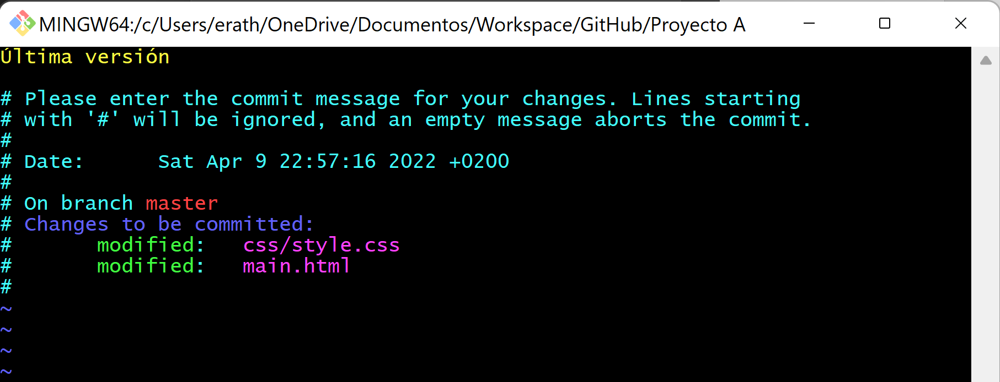 MINGW64:/c/Users/erath/OneDrive/Documentos/Workspace/GitHub/Proyecto A
Última versión
# Please enter the commit message for your changes. Lines starting
# with '#' will be ignored, and an empty message aborts the commit.
#
# Date:      Sat Apr 9 22:57:16 2022 +0200
#
# On branch master
# Changes to be committed:
#       modified:   css/style.css
#       modified:   main.html
#
~
~
~
~